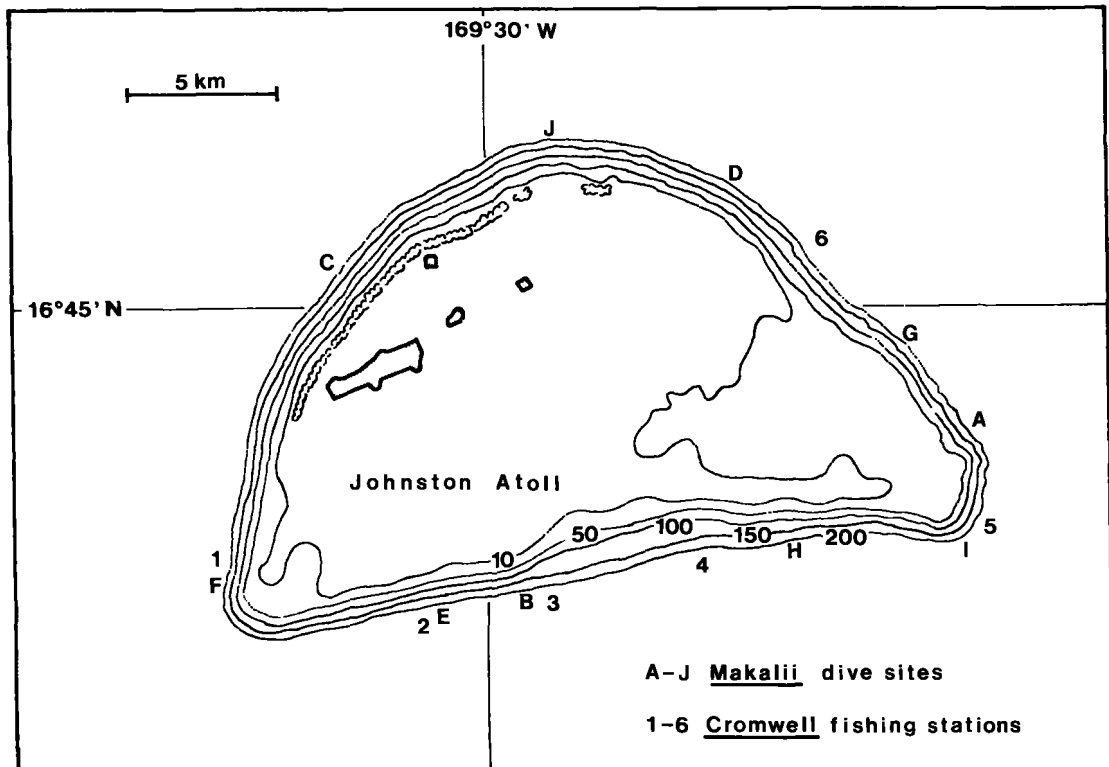 169°30' W
5 km
J
D
6
C
16°45' N
G
A
Johnston Atoll
5
I
10
50
100
150
200
H
4
1
F
B 3
2 E
A-J Makalii dive sites
1-6 Cromwell fishing stations